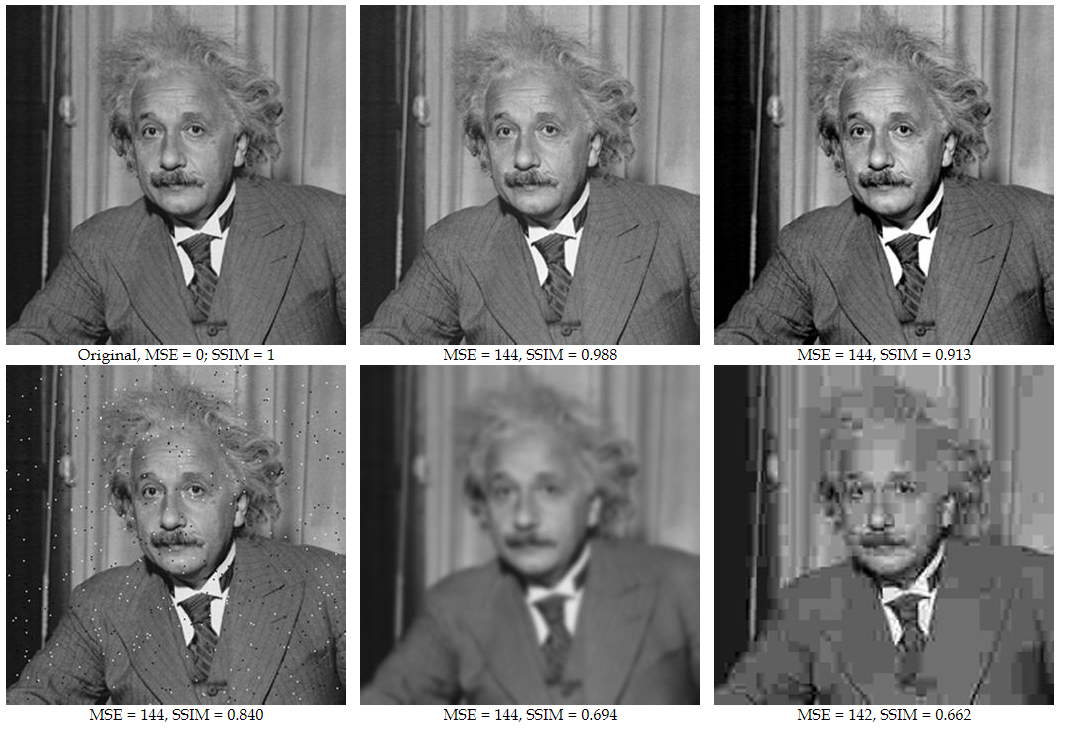 Original, MSE = 0; SSIM = 1
MSE = 144, SSIM = 0.988
MSE = 144, SSIM = 0.913
MSE = 144, SSIM = 0.840
MSE = 144, SSIM = 0.694
MSE = 142, SSIM = 0.662